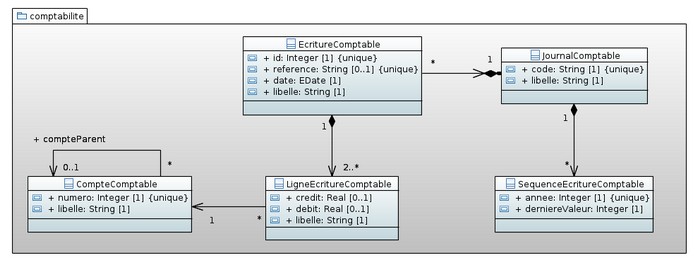 comptabilite
EcritureComptable
+ id: Integer [1] {unique}
+ reference: String [0..1] {unique}
+ date: EDate [1]
+ libelle: String [1]
*
1
JournalComptable
+ code: String [1] {unique}
+ libelle: String [1]
1
1
+ compteParent
0..1
*
2..*
*
CompteComptable
+ numero: Integer [1] {unique}
+ libelle: String [1]
1
*
LigneEcritureComptable
+ credit: Real [0..1]
+ debit: Real [0..1]
+ libelle: String [1]
SequenceEcritureComptable
+ annee: Integer [1] {unique}
+ derniereValeur: Integer [1]